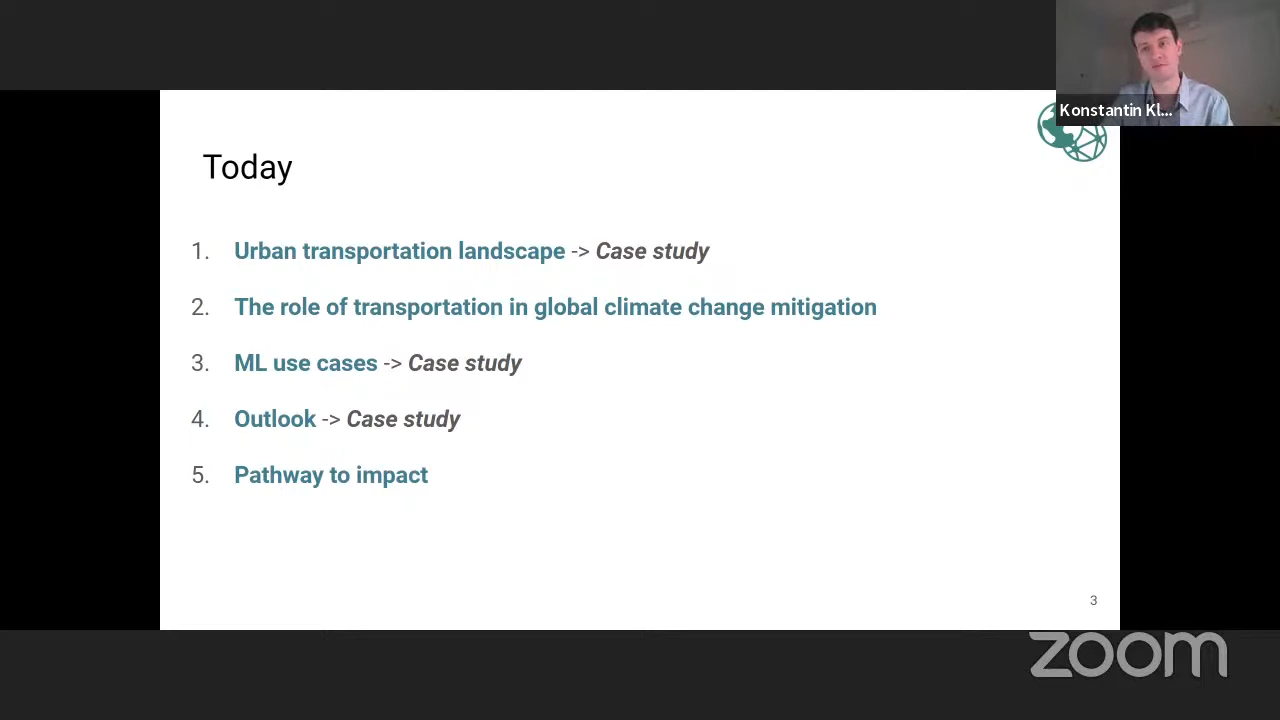 Konstantin Kl...
Today
1. Urban transportation landscape -> Case study
2. The role of transportation in global climate change mitigation
3. ML use cases -> Case study
4. Outlook -> Case study
5. Pathway to impact
3
zoom